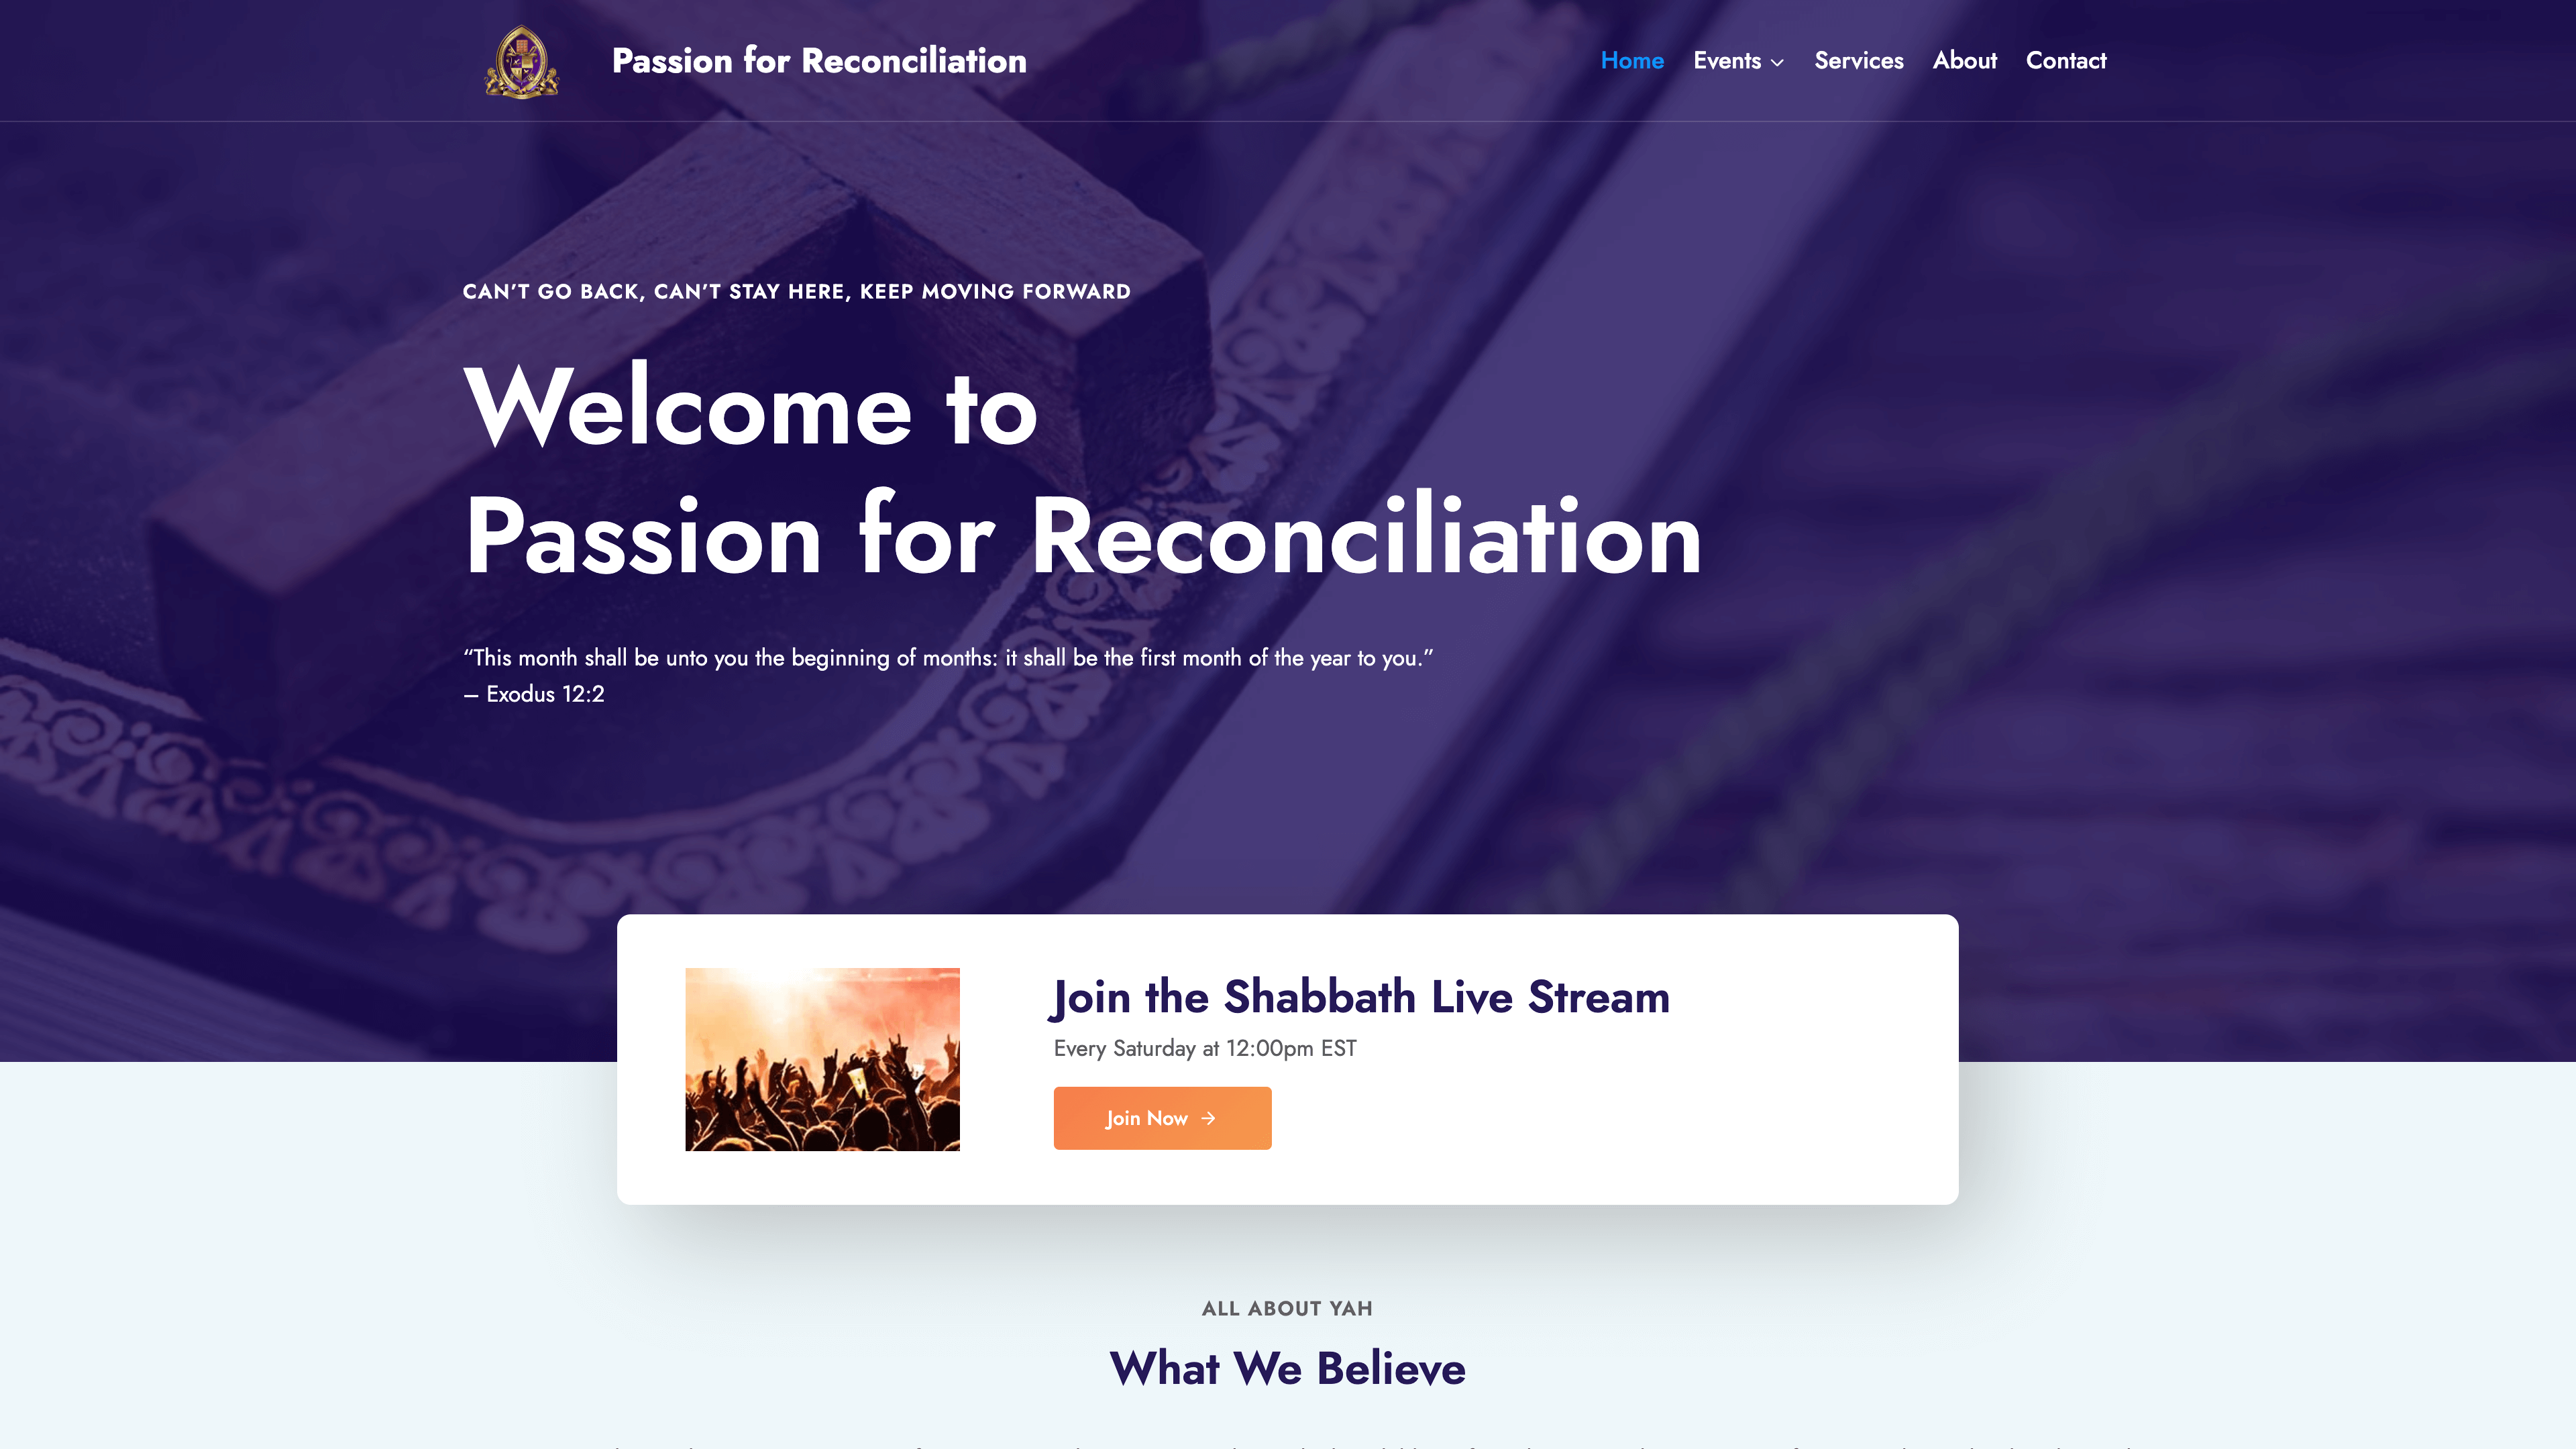 Passion for Reconciliation
Home Events Services About Contact
CAN'T GO BACK, CAN'T STAY HERE, KEEP MOVING FORWARD
Welcome to
Passion for Reconciliation
“This month shall be unto you the beginning of months: it shall be the first month of the year to you.”
– Exodus 12:2
Join the Shabbath Live Stream
Every Saturday at 12:00pm EST
Join Now →
ALL ABOUT YAH
What We Believe